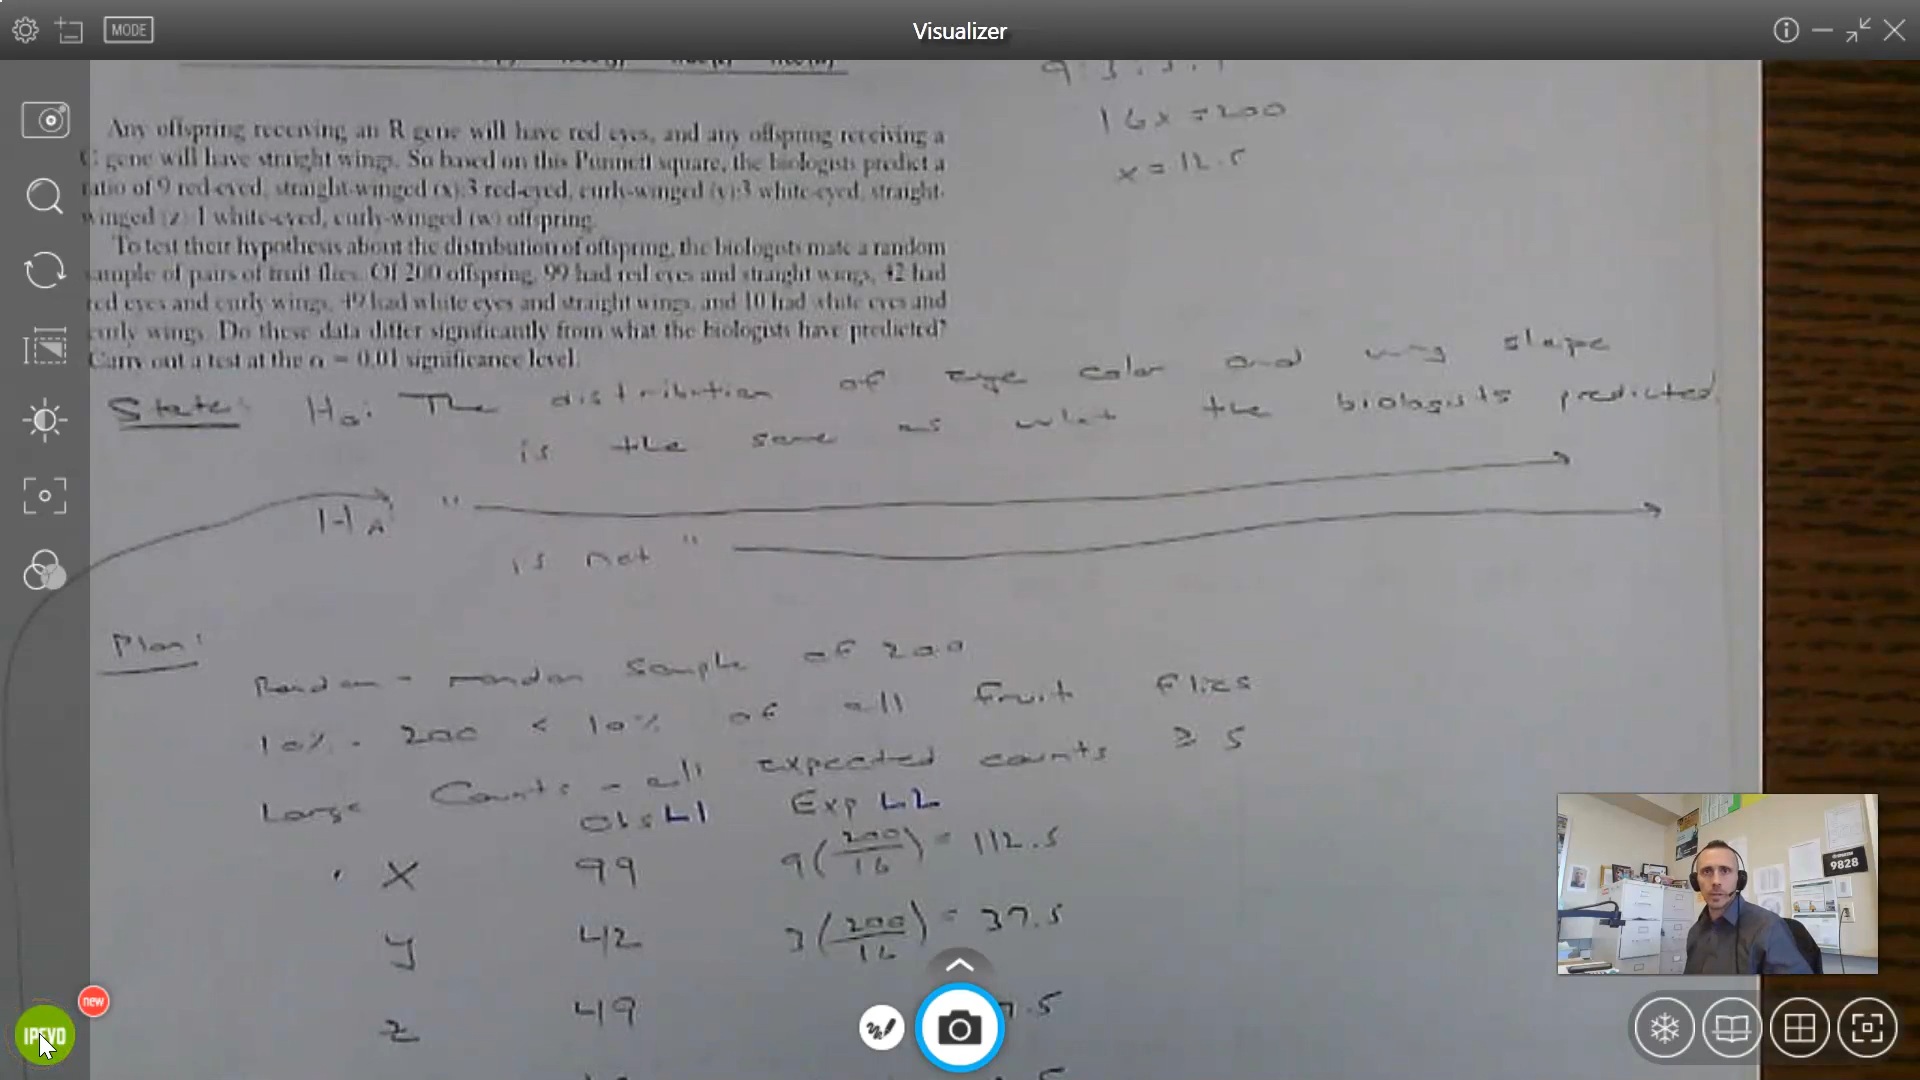 MODE
Visualizer
9:3:3:1
16x = 200
x = 12.5
Any offspring receiving an R gene will have red eyes, and any offspring receiving a
C gene will have straight wings. So based on this Punnett square, the biologists predict a
ratio of 9 red-eyed, straight-winged (x):3 red-eyed, curly-winged (y):3 white-eyed, straight-
winged (z):1 white-eyed, curly-winged (w) offspring.
To test their hypothesis about the distribution of offspring, the biologists mate a random
sample of pairs of fruit flies. Of 200 offspring, 99 had red eyes and straight wings, 42 had
red eyes and curly wings, 49 had white eyes and straight wings, and 10 had white eyes and
curly wings. Do these data differ significantly from what the biologists have predicted?
Carry out a test at the α = 0.01 significance level.
State: H₀: The distribution of eye color and wing shape
is the same as what the biologists predicted.
HA: "
is not "
Plan:
Random - random sample of 200
10% - 200 < 10% of all fruit flies
Large Counts - all expected counts ≥ 5
Obs L1 Exp L2
X 99 9(200/16) = 112.5
y 42 3(200/16) = 37.5
z 49 7.5
9828
IPEVO
new